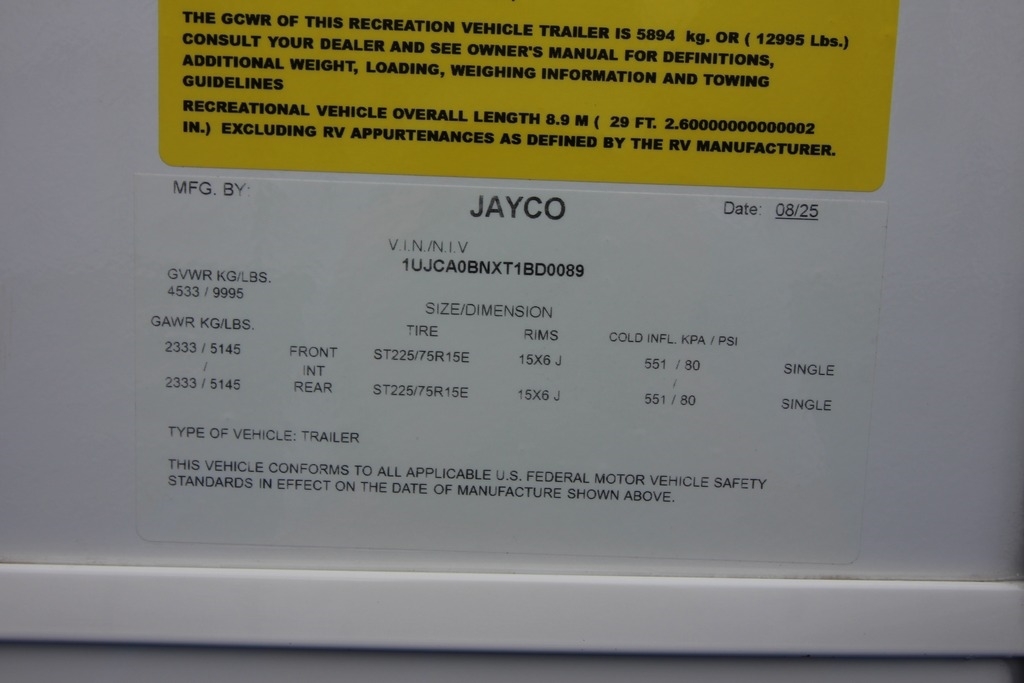 THE GCWR OF THIS RECREATION VEHICLE TRAILER IS 5894 kg. OR ( 12995 Lbs.)
CONSULT YOUR DEALER AND SEE OWNER'S MANUAL FOR DEFINITIONS,
ADDITIONAL WEIGHT, LOADING, WEIGHING INFORMATION AND TOWING
GUIDELINES
RECREATIONAL VEHICLE OVERALL LENGTH 8.9 M ( 29 FT. 2.60000000000002
IN.) EXCLUDING RV APPURTENANCES AS DEFINED BY THE RV MANUFACTURER.
MFG. BY: JAYCO Date: 08/25
V.I.N./N.I.V
1UJCA0BNXT1BD0089
GVWR KG/LBS.
4533 / 9995
SIZE/DIMENSION
GAWR KG/LBS. TIRE RIMS COLD INFL. KPA / PSI
2333 / 5145 FRONT ST225/75R15E 15X6 J 551 / 80 SINGLE
/ INT /
2333 / 5145 REAR ST225/75R15E 15X6 J 551 / 80 SINGLE
TYPE OF VEHICLE: TRAILER
THIS VEHICLE CONFORMS TO ALL APPLICABLE U.S. FEDERAL MOTOR VEHICLE SAFETY
STANDARDS IN EFFECT ON THE DATE OF MANUFACTURE SHOWN ABOVE.